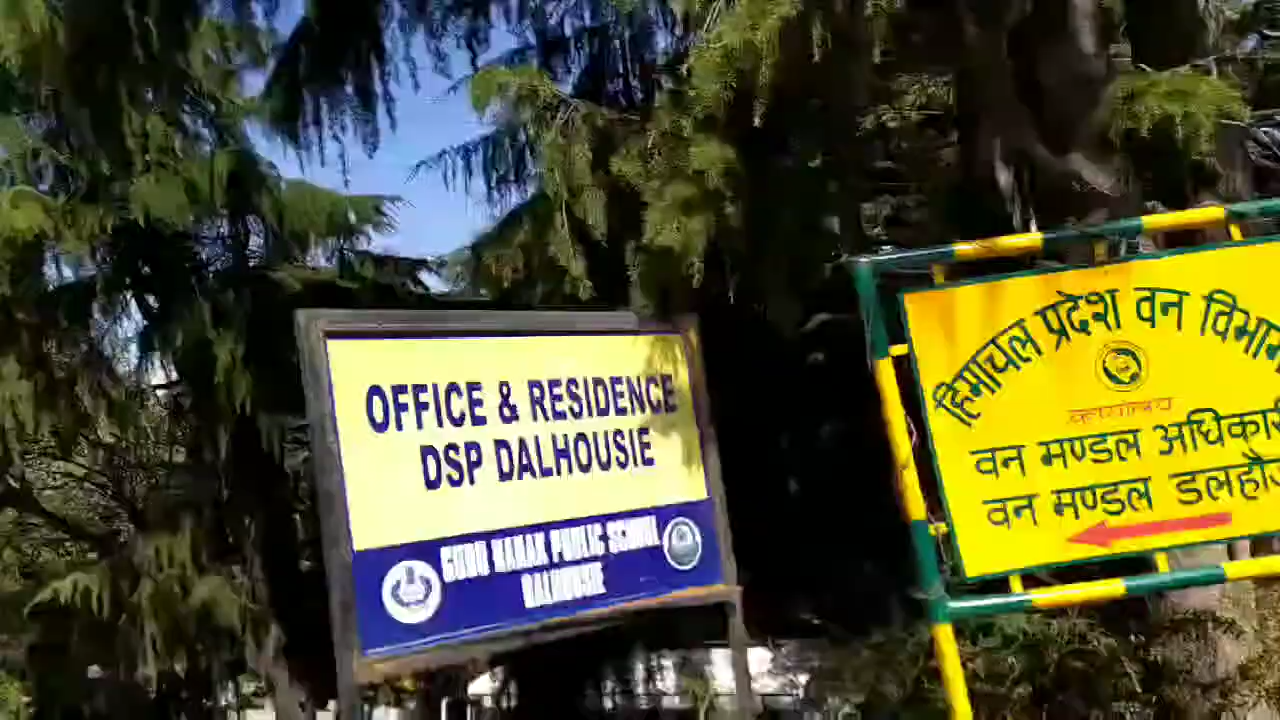 OFFICE & RESIDENCE
DSP DALHOUSIE
GURU NANAK PUBLIC SCHOOL
DALHOUSIE
हिमाचल प्रदेश वन विभाग
कार्यालय
वन मण्डल अधिकारी
वन मण्डल